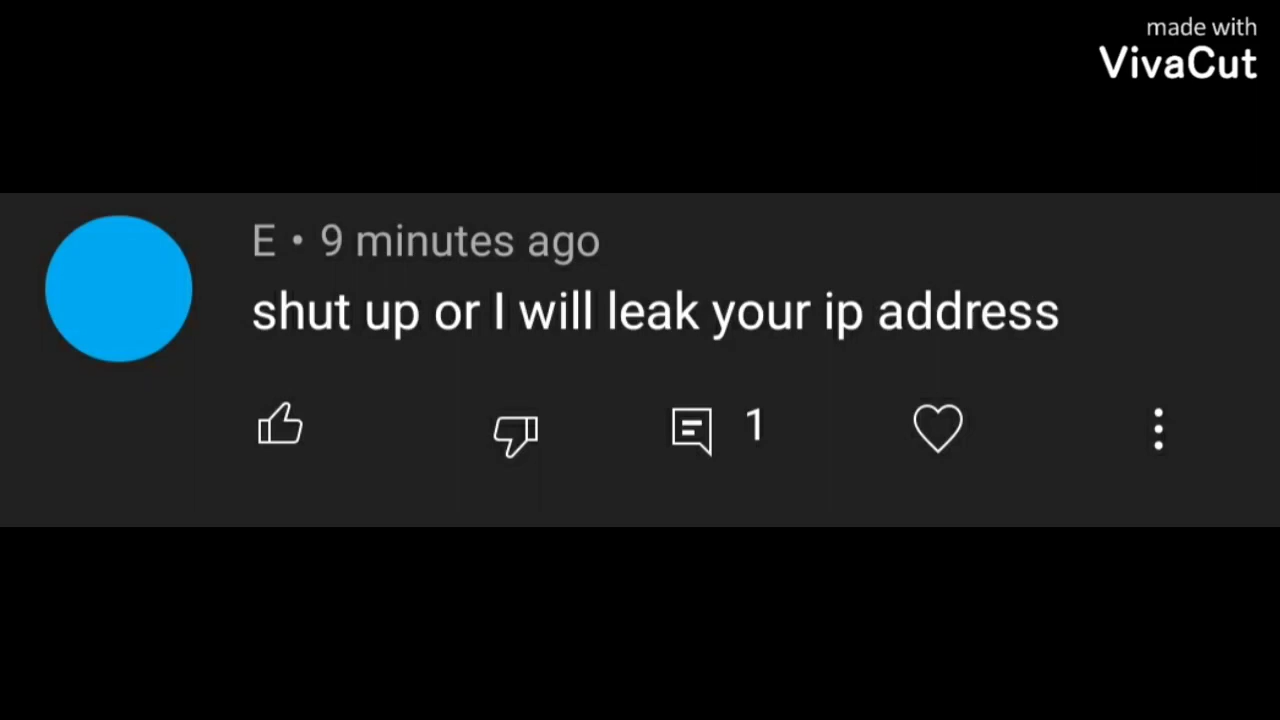 made with
VivaCut
E • 9 minutes ago
shut up or I will leak your ip address
1